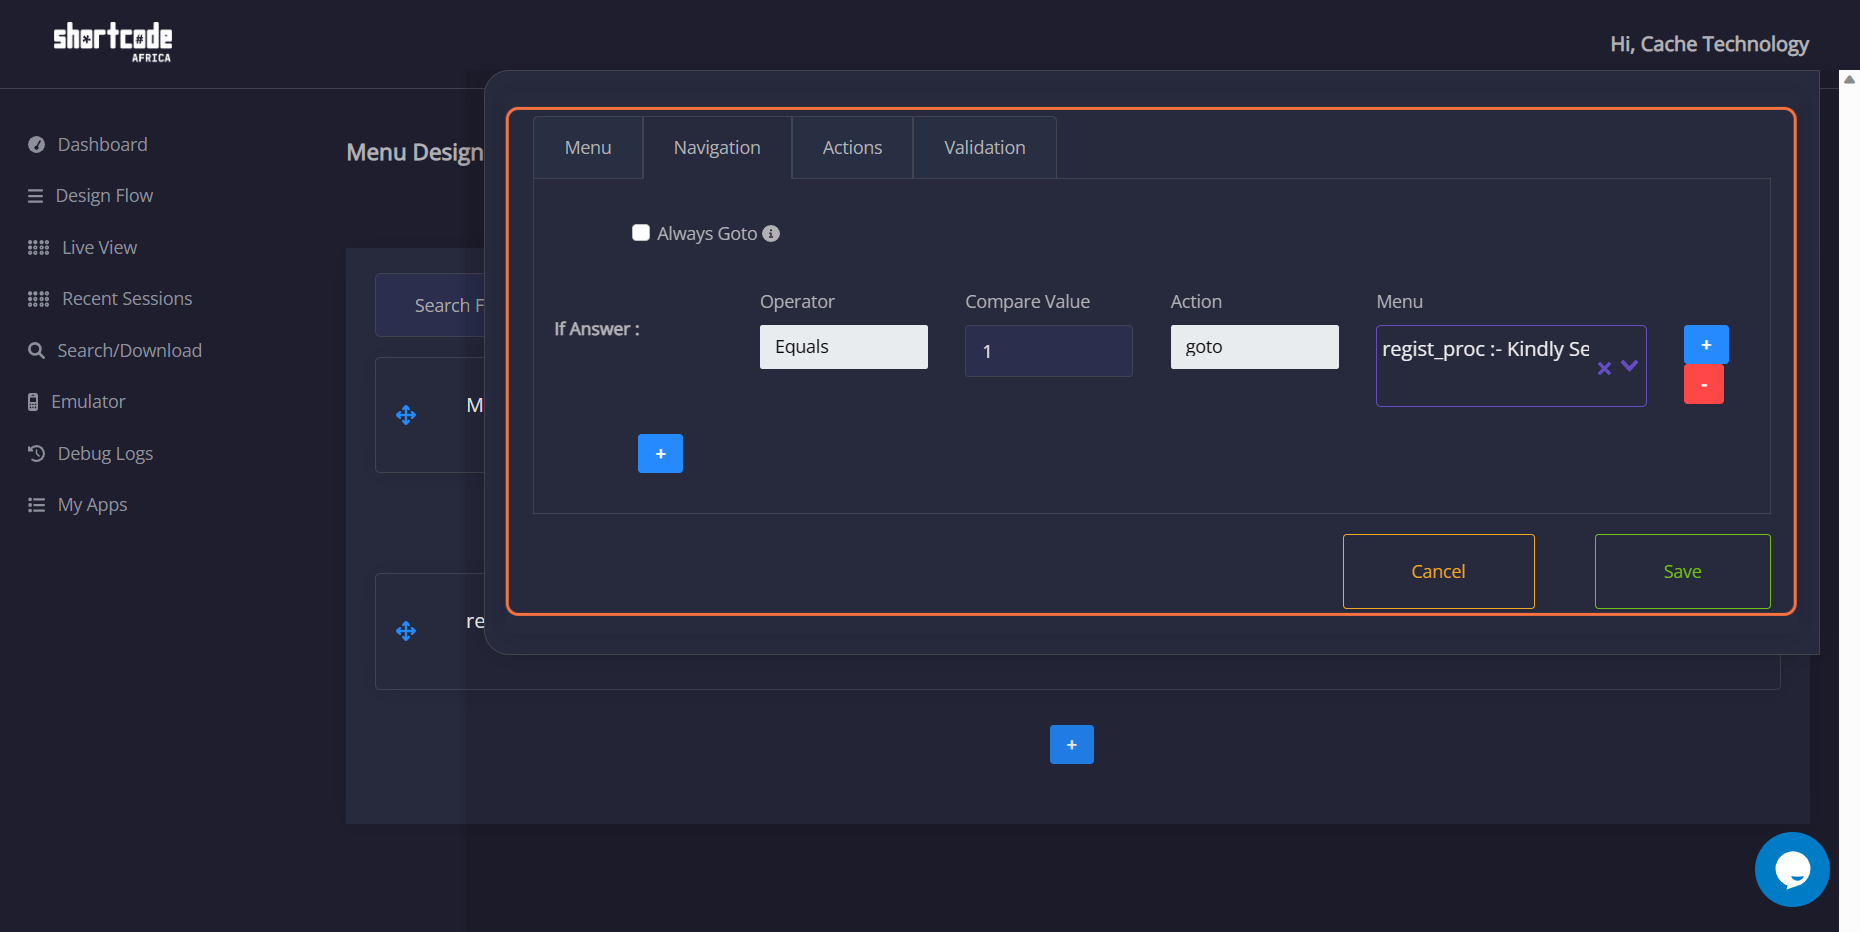 shortcode
AFRICA
Hi, Cache Technology
Dashboard
Design Flow
Live View
Recent Sessions
Search/Download
Emulator
Debug Logs
My Apps
Menu Design
Search F
M
re
+
Menu
Navigation
Actions
Validation
Always Goto
If Answer :
Operator
Compare Value
Action
Menu
Equals
1
goto
regist_proc :- Kindly Se
+
-
+
Cancel
Save